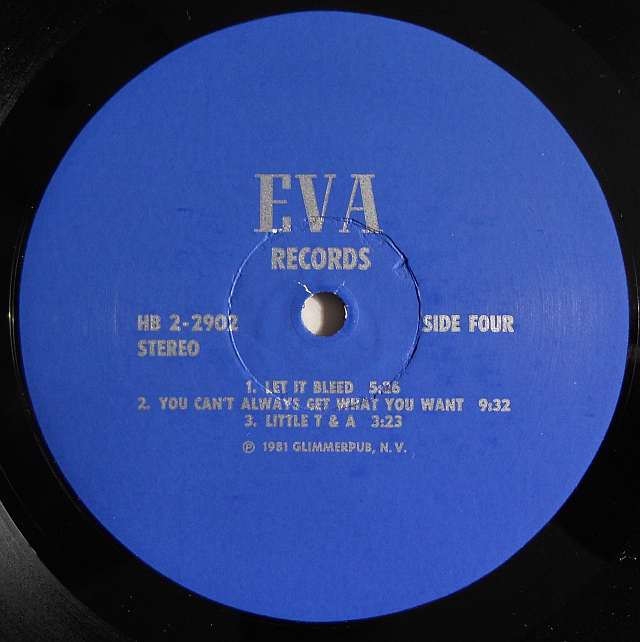 EVA
RECORDS
HB 2-2902
STEREO
SIDE FOUR
1. LET IT BLEED 5:26
2. YOU CAN'T ALWAYS GET WHAT YOU WANT 9:32
3. LITTLE T & A 3:23
℗ 1981 GLIMMERPUB, N.V.